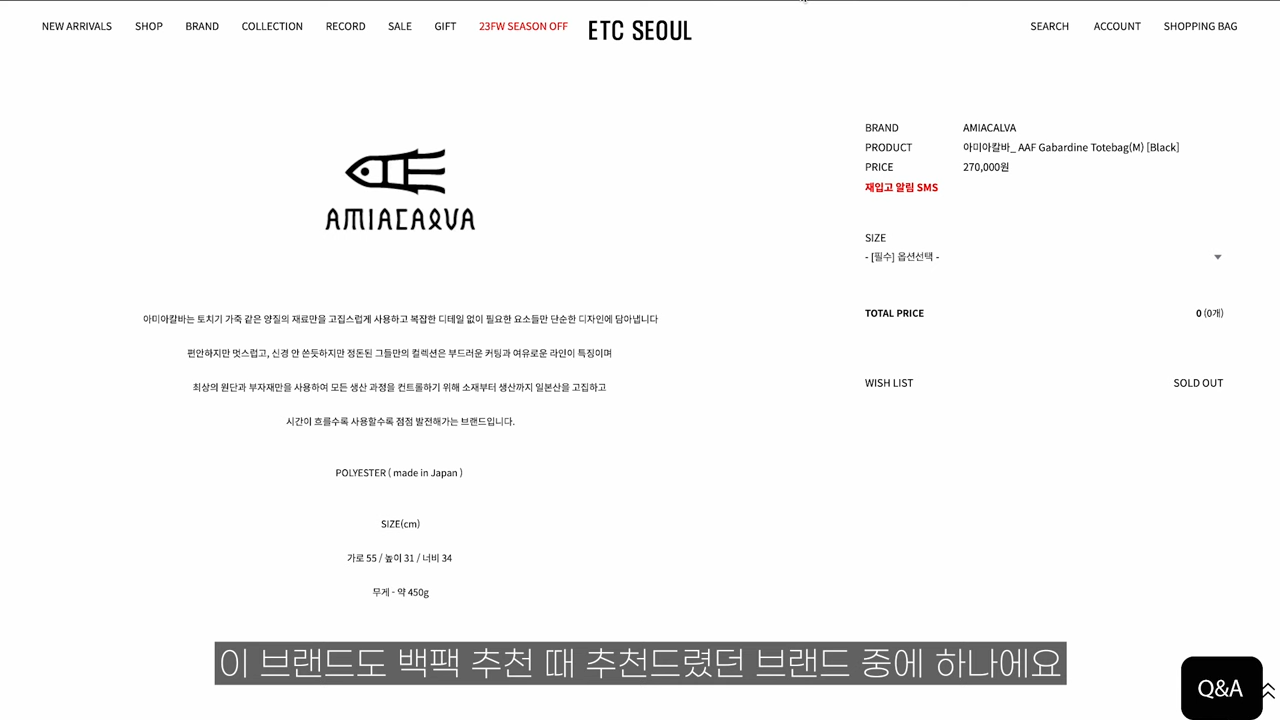 NEW ARRIVALS SHOP BRAND COLLECTION RECORD SALE GIFT 23FW SEASON OFF ETC SEOUL SEARCH ACCOUNT SHOPPING BAG
AMIACALVA
아미아칼바는 토치기 가죽 같은 양질의 재료만을 고집스럽게 사용하고 복잡한 디테일 없이 필요한 요소들만 단순한 디자인에 담아냅니다
편안하지만 멋스럽고, 신경 안 쓴듯하지만 정돈된 그들만의 컬렉션은 부드러운 커팅과 여유로운 라인이 특징이며
최상의 원단과 부자재만을 사용하여 모든 생산 과정을 컨트롤하기 위해 소재부터 생산까지 일본산을 고집하고
시간이 흐를수록 사용할수록 점점 발전해가는 브랜드입니다.
POLYESTER ( made in Japan )
SIZE(cm)
가로 55 / 높이 31 / 너비 34
무게 - 약 450g
BRAND AMIACALVA
PRODUCT 아미아칼바_ AAF Gabardine Totebag(M) [Black]
PRICE 270,000원
재입고 알림 SMS
SIZE
- [필수] 옵션선택 -
TOTAL PRICE 0 (0개)
WISH LIST SOLD OUT
이 브랜드도 백팩 추천 때 추천드렸던 브랜드 중에 하나에요
Q&A